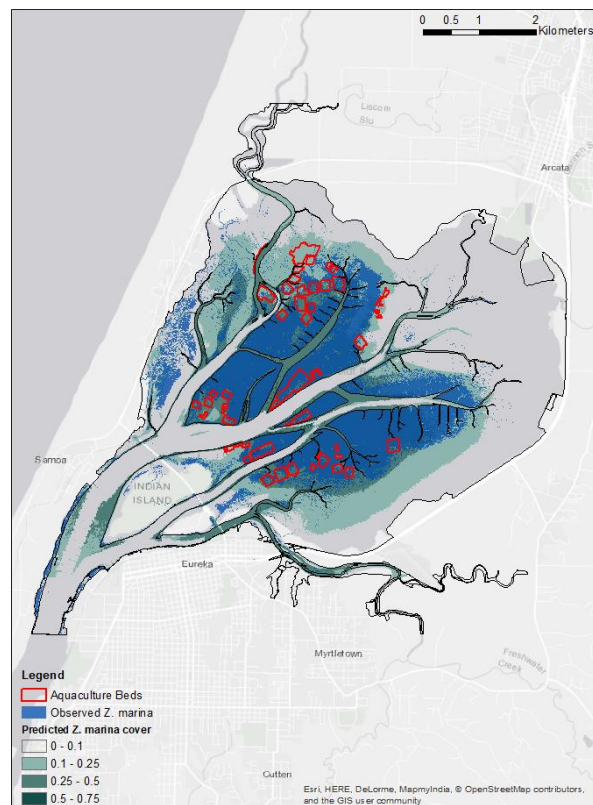 0 0.5 1 2
Kilometers
Liscom
Slu
Arcata
Samoa
INDIAN
ISLAND
Eureka
Myrtletown
Freshwater
Creek
Cutten
Legend
Aquaculture Beds
Observed Z. marina
Predicted Z. marina cover
0 - 0.1
0.1 - 0.25
0.25 - 0.5
0.5 - 0.75
Esri, HERE, DeLorme, MapmyIndia, © OpenStreetMap contributors,
and the GIS user community